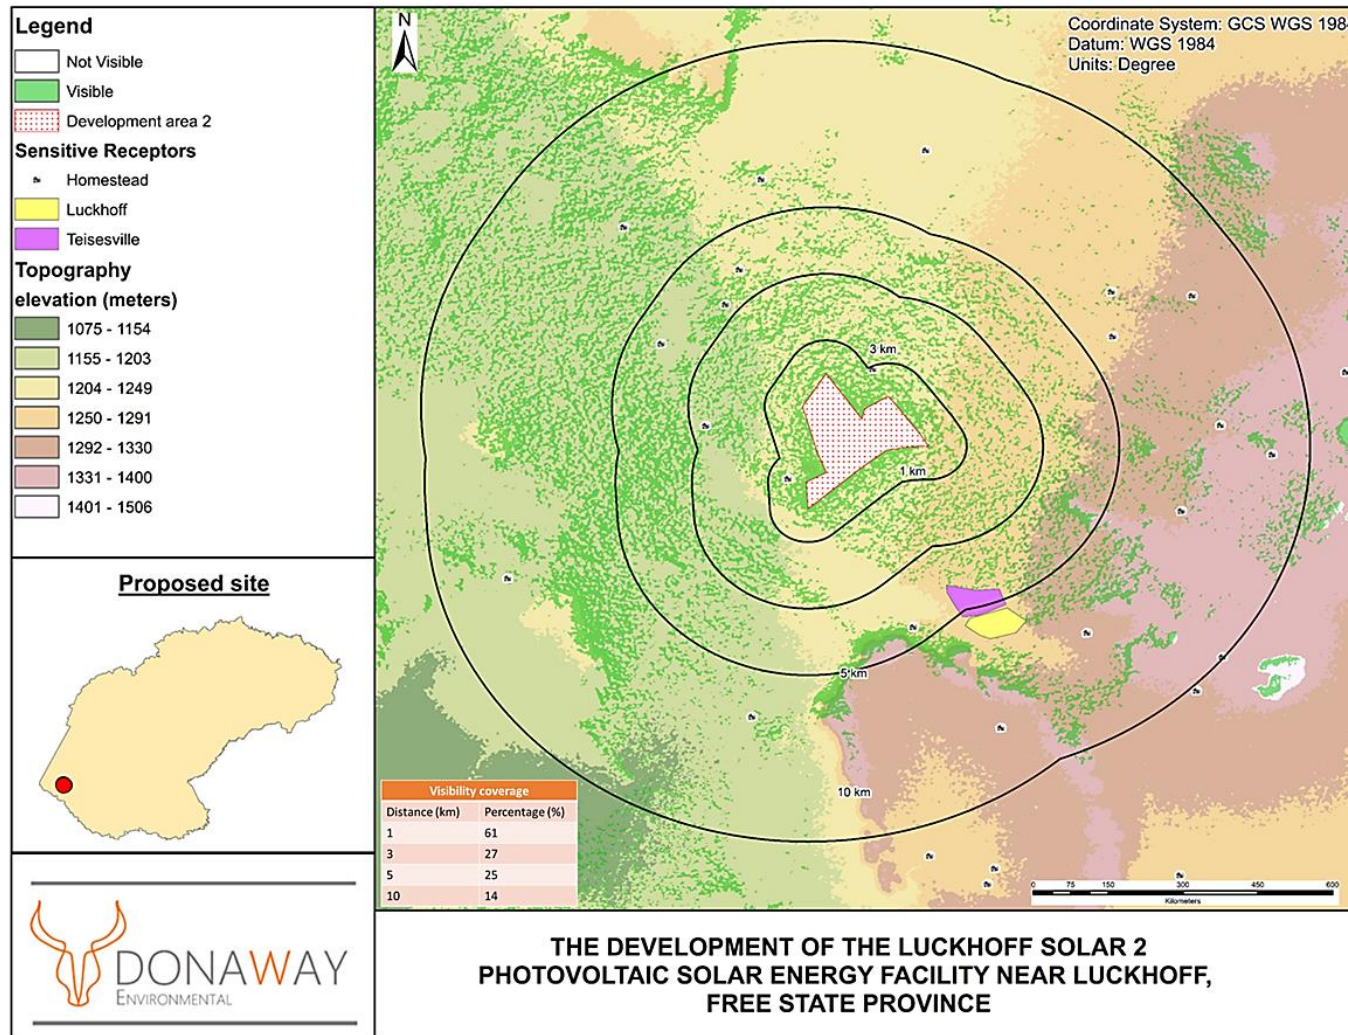 Legend
Not Visible
Visible
Development area 2
Sensitive Receptors
Homestead
Luckhoff
Teisesville
Topography
elevation (meters)
1075 - 1154
1155 - 1203
1204 - 1249
1250 - 1291
1292 - 1330
1331 - 1400
1401 - 1506
Proposed site
DONAWAY
ENVIRONMENTAL
N
Coordinate System: GCS WGS 1984
Datum: WGS 1984
Units: Degree
3 km
1 km
5 km
10 km
Visibility coverage
Distance (km) Percentage (%)
1 61
3 27
5 25
10 14
0 75 150 300 450 600
Kilometers
THE DEVELOPMENT OF THE LUCKHOFF SOLAR 2
PHOTOVOLTAIC SOLAR ENERGY FACILITY NEAR LUCKHOFF,
FREE STATE PROVINCE